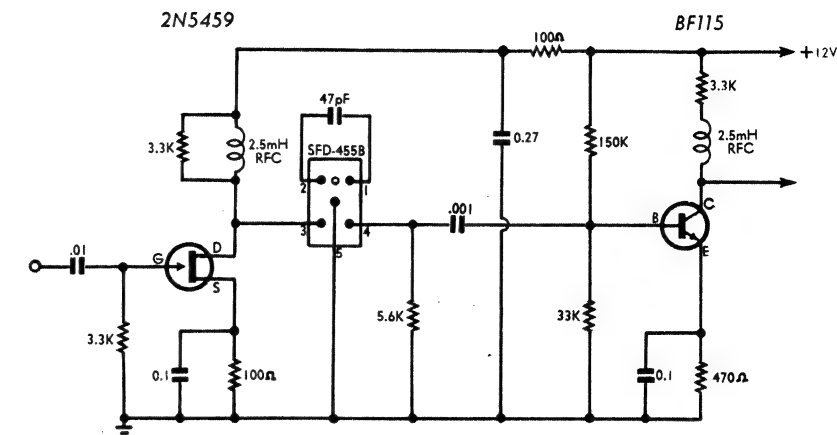 2N5459
BF115
100Ω
+12V
47pF
3.3K
3.3K
2.5mH
RFC
SFD-455B
0.27
150K
2.5mH
RFC
2
1
.001
C
B
3
4
D
E
.01
G
5
S
3.3K
5.6K
33K
0.1
100Ω
0.1
470Ω